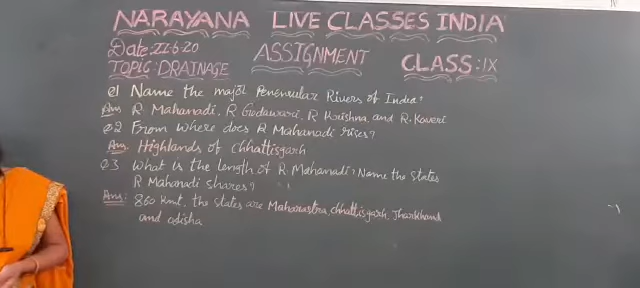 NARAYANA LIVE CLASSES INDIA
Date: 22.6.20 ASSIGNMENT CLASS: IX
TOPIC: DRAINAGE
Q1 Name the major Peninsular Rivers of India?
Ans R Mahanadi, R Godawari, R Krishna, and R. Kaveri
Q2 From where does R Mahanadi rises?
Ans. Highlands of Chhattisgarh
Q3 What is the length of R. Mahanadi? Name the states
R Mahanadi shares?
Ans: 860 kmt. the states are Maharastra, chhattisgarh, Jharkhand
and odisha